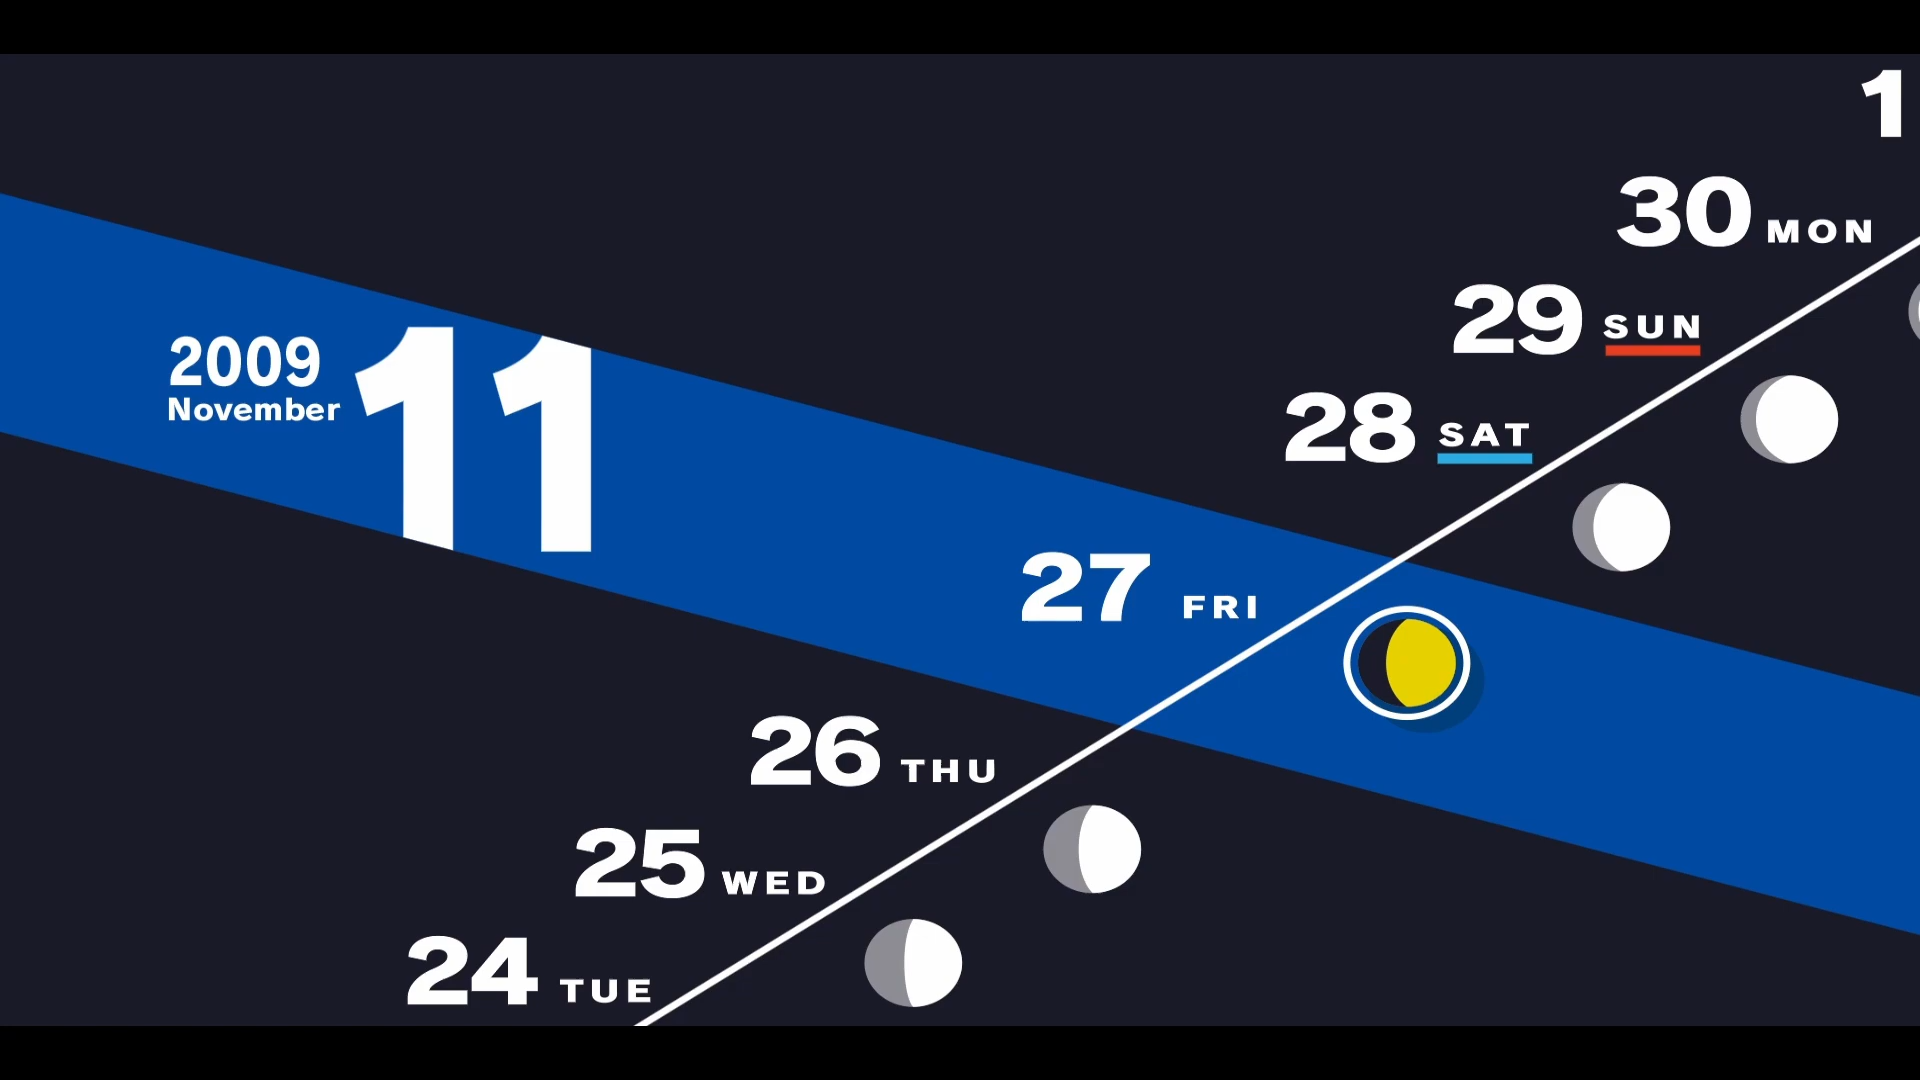 1
30 MON
29 SUN
28 SAT
2009
November
11
27 FRI
26 THU
25 WED
24 TUE